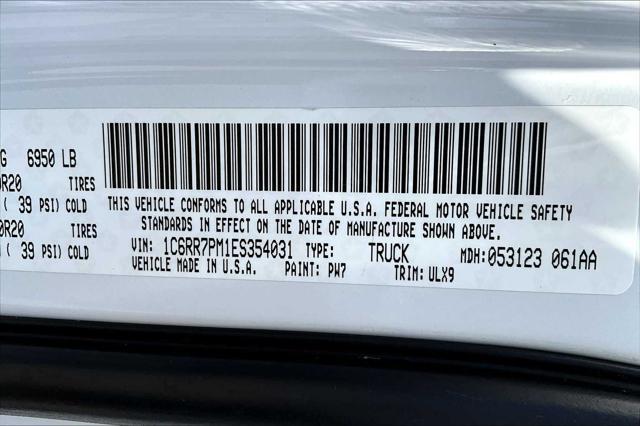 G 6950 LB
0R20 TIRES
( 39 PSI) COLD
0R20 TIRES
( 39 PSI) COLD
THIS VEHICLE CONFORMS TO ALL APPLICABLE U.S.A. FEDERAL MOTOR VEHICLE SAFETY
STANDARDS IN EFFECT ON THE DATE OF MANUFACTURE SHOWN ABOVE.
VIN: 1C6RR7PM1ES354031 TYPE: TRUCK MDH: 053123 061AA
VEHICLE MADE IN U.S.A. PAINT: PW7 TRIM: ULX9